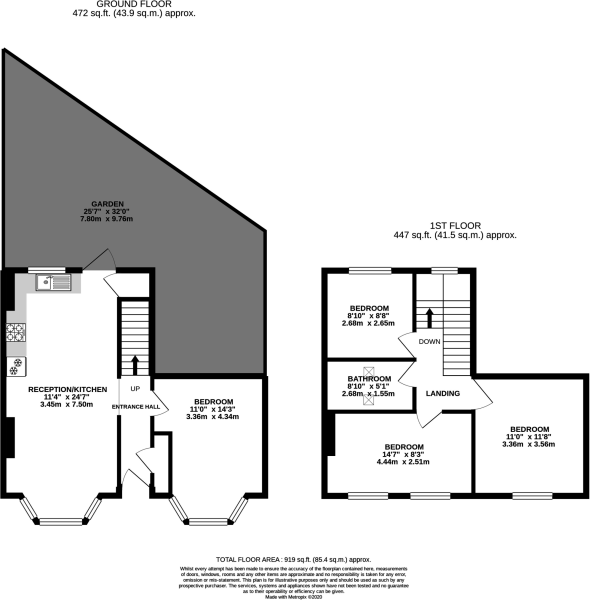 GROUND FLOOR
472 sq.ft. (43.9 sq.m.) approx.
GARDEN
25'7" x 32'0"
7.80m x 9.76m
RECEPTION/KITCHEN
11'4" x 24'7"
3.45m x 7.50m
UP
ENTRANCE HALL
BEDROOM
11'0" x 14'3"
3.36m x 4.34m
1ST FLOOR
447 sq.ft. (41.5 sq.m.) approx.
BEDROOM
8'10" x 8'8"
2.68m x 2.65m
DOWN
BATHROOM
8'10" x 5'1"
2.68m x 1.55m
LANDING
BEDROOM
14'7" x 8'3"
4.44m x 2.51m
BEDROOM
11'0" x 11'8"
3.36m x 3.56m
TOTAL FLOOR AREA : 919 sq.ft. (85.4 sq.m.) approx.
Whilst every attempt has been made to ensure the accuracy of the floorplan contained here, measurements
of doors, windows, rooms and any other items are approximate and no responsibility is taken for any error,
omission or mis-statement. This plan is for illustrative purposes only and should be used as such by any
prospective purchaser. The services, systems and appliances shown have not been tested and no guarantee
as to their operability or efficiency can be given.
Made with Metropix ©2020